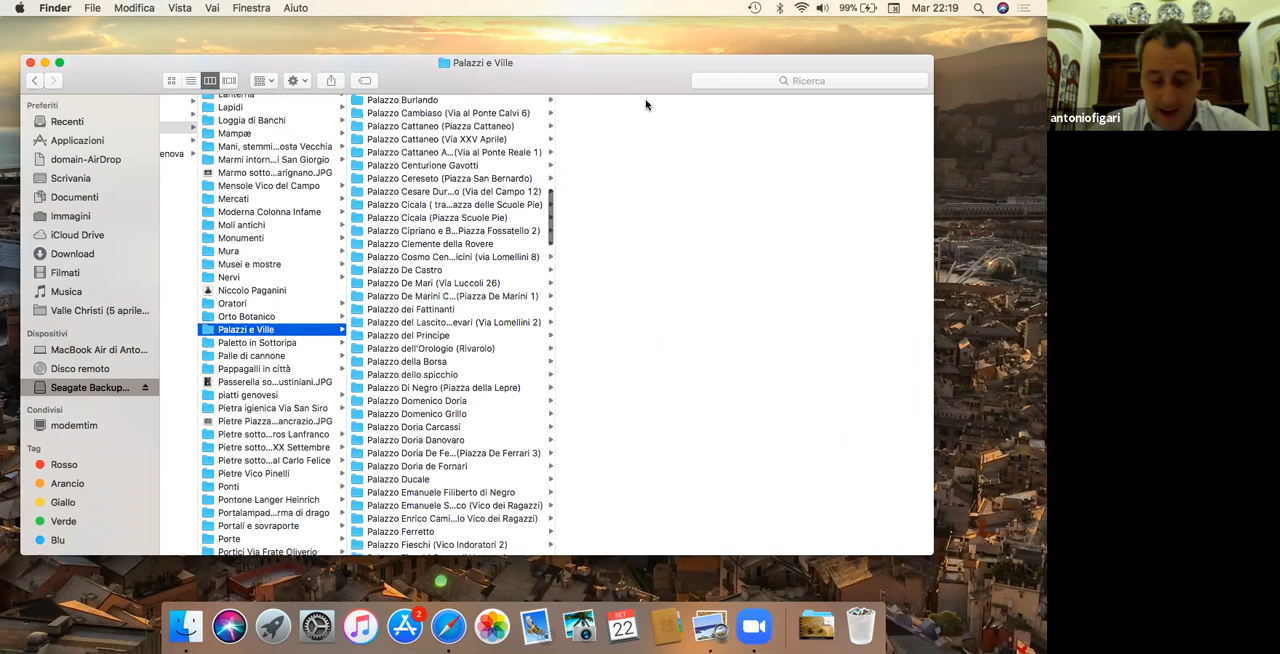 Finder File Modifica Vista Vai Finestra Aiuto 99% Mar 22:19
Palazzi e Ville
Ricerca
Preferiti
Recenti
Applicazioni
domain-AirDrop
Scrivania
Documenti
Immagini
iCloud Drive
Download
Filmati
Musica
Valle Christi (5 aprile...
Dispositivi
MacBook Air di Anto...
Disco remoto
Seagate Backup...
Condivisi
modemtim
Tag
Rosso
Arancio
Giallo
Verde
Blu
enova
Lanterna
Lapidi
Loggia di Banchi
Mampæ
Mani, stemmi...osta Vecchia
Marmi intorn...i San Giorgio
Marmo sotto...arignano.JPG
Mensole Vico del Campo
Mercati
Moderna Colonna Infame
Moli antichi
Monumenti
Mura
Musei e mostre
Nervi
Niccolo Paganini
Oratori
Orto Botanico
Palazzi e Ville
Paletto in Sottoripa
Palle di cannone
Pappagalli in città
Passerella so...ustiniani.JPG
piatti genovesi
Pietra igienica Via San Siro
Pietre Piazza...ancrazio.JPG
Pietre sotto...ros Lanfranco
Pietre sotto...XX Settembre
Pietre sotto...al Carlo Felice
Pietre Vico Pinelli
Ponti
Pontone Langer Heinrich
Portalampad...rma di drago
Portali e sovraporte
Porte
Portici Via Frate Oliverio
Palazzo Burlando
Palazzo Cambiaso (Via al Ponte Calvi 6)
Palazzo Cattaneo (Piazza Cattaneo)
Palazzo Cattaneo (Via XXV Aprile)
Palazzo Cattaneo A...(Via al Ponte Reale 1)
Palazzo Centurione Gavotti
Palazzo Cereseto (Piazza San Bernardo)
Palazzo Cesare Dur...o (Via del Campo 12)
Palazzo Cicala ( tra...azza delle Scuole Pie)
Palazzo Cicala (Piazza Scuole Pie)
Palazzo Cipriano e B...Piazza Fossatello 2)
Palazzo Clemente della Rovere
Palazzo Cosmo Cen...icini (via Lomellini 8)
Palazzo De Castro
Palazzo De Mari (Via Luccoli 26)
Palazzo De Marini C...(Piazza De Marini 1)
Palazzo dei Fattinanti
Palazzo del Lascito...evari (Via Lomellini 2)
Palazzo del Principe
Palazzo dell'Orologio (Rivarolo)
Palazzo della Borsa
Palazzo dello spicchio
Palazzo Di Negro (Piazza della Lepre)
Palazzo Domenico Doria
Palazzo Domenico Grillo
Palazzo Doria Carcassi
Palazzo Doria Danovaro
Palazzo Doria De Fe...(Piazza De Ferrari 3)
Palazzo Doria de Fornari
Palazzo Ducale
Palazzo Emanuele Filiberto di Negro
Palazzo Emanuele S...co (Vico dei Ragazzi)
Palazzo Enrico Cami...lo Vico dei Ragazzi)
Palazzo Ferretto
Palazzo Fieschi (Vico Indoratori 2)
antoniofigari
2
SET
22